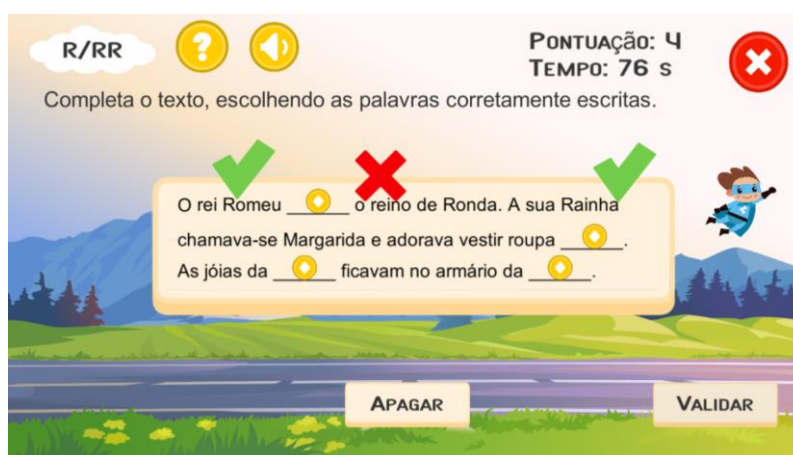 R/RR
?
PONTUAÇÃO: 4
TEMPO: 76 s
Completa o texto, escolhendo as palavras corretamente escritas.
O rei Romeu ______ o reino de Ronda. A sua Rainha
chamava-se Margarida e adorava vestir roupa ______.
As jóias da ______ ficavam no armário da ______.
APAGAR
VALIDAR